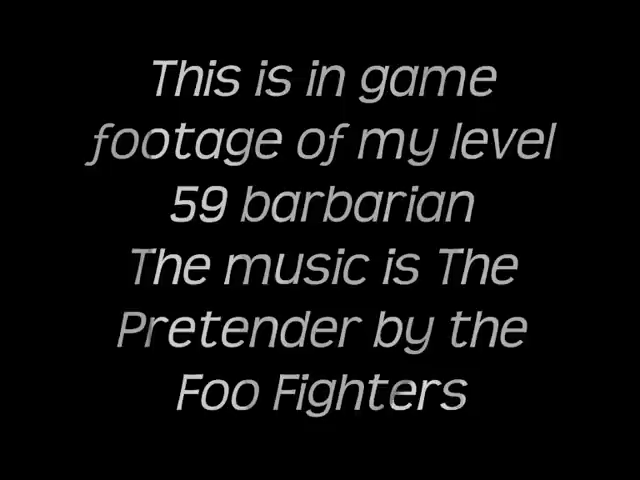 This is in game
footage of my level
59 barbarian
The music is The
Pretender by the
Foo Fighters